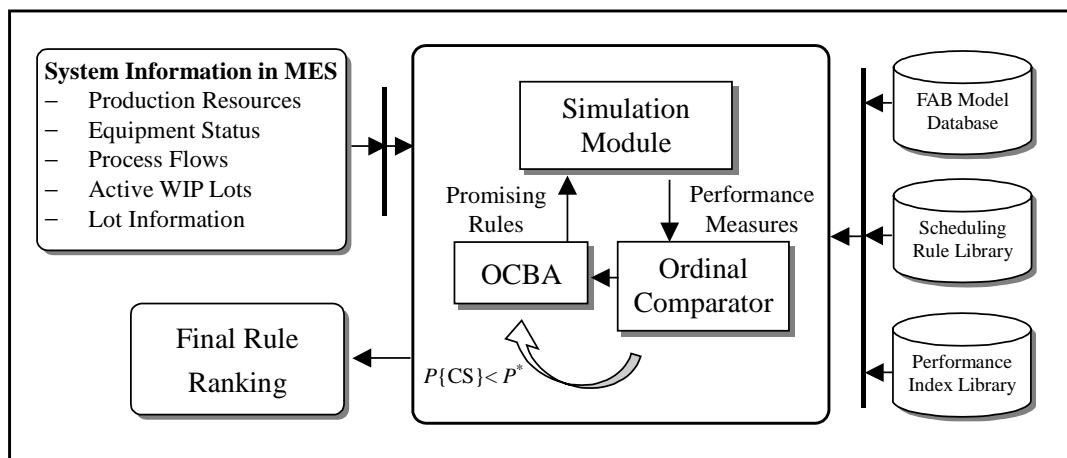 System Information in MES
– Production Resources
– Equipment Status
– Process Flows
– Active WIP Lots
– Lot Information
Final Rule
Ranking
Simulation
Module
Promising
Rules
Performance
Measures
OCBA
Ordinal
Comparator
P{CS}< P*
FAB Model
Database
Scheduling
Rule Library
Performance
Index Library